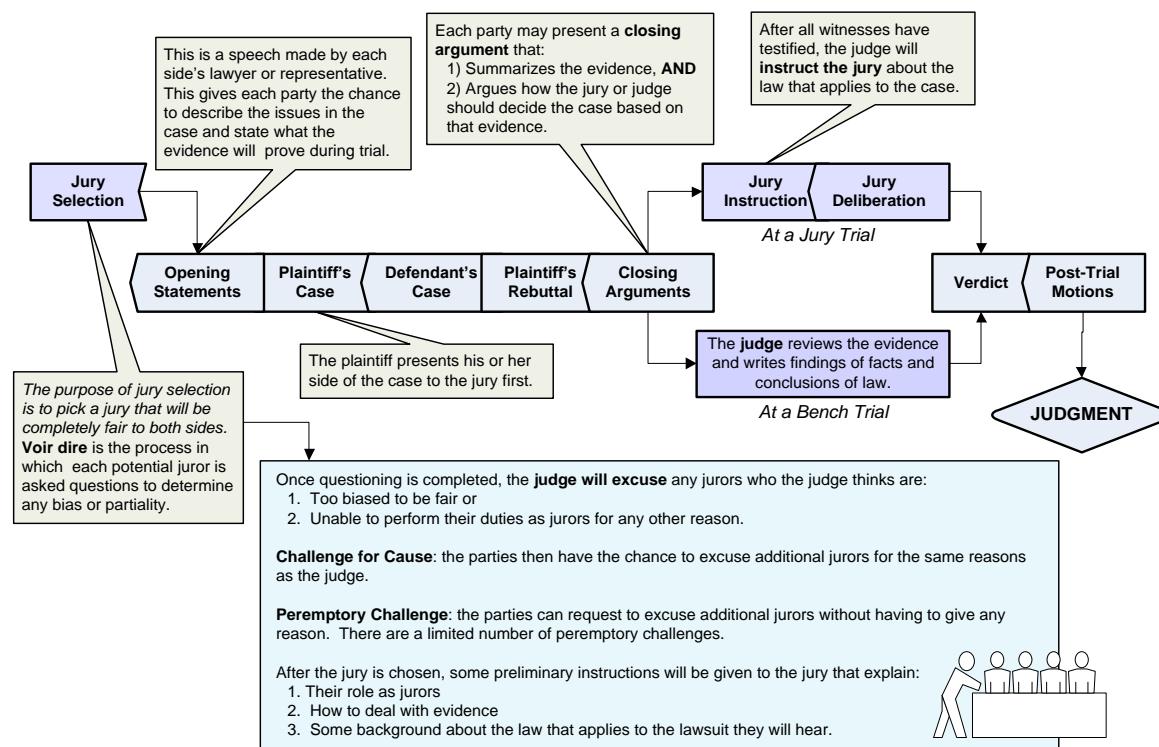 This is a speech made by each
side's lawyer or representative.
This gives each party the chance
to describe the issues in the
case and state what the
evidence will  prove during trial.
Each party may present a closing
argument that:
1) Summarizes the evidence, AND
2) Argues how the jury or judge
should decide the case based on
that evidence.
After all witnesses have
testified, the judge will
instruct the jury about the
law that applies to the case.
Jury
Selection
Jury
Instruction
Jury
Deliberation
At a Jury Trial
Opening
Statements
Plaintiff's
Case
Defendant's
Case
Plaintiff's
Rebuttal
Closing
Arguments
Verdict
Post-Trial
Motions
The judge reviews the evidence
and writes findings of facts and
conclusions of law.
At a Bench Trial
The plaintiff presents his or her
side of the case to the jury first.
JUDGMENT
The purpose of jury selection
is to pick a jury that will be
completely fair to both sides.
Voir dire is the process in
which  each potential juror is
asked questions to determine
any bias or partiality.
Once questioning is completed, the judge will excuse any jurors who the judge thinks are:
1. Too biased to be fair or
2. Unable to perform their duties as jurors for any other reason.
Challenge for Cause: the parties then have the chance to excuse additional jurors for the same reasons
as the judge.
Peremptory Challenge: the parties can request to excuse additional jurors without having to give any
reason.  There are a limited number of peremptory challenges.
After the jury is chosen, some preliminary instructions will be given to the jury that explain:
1. Their role as jurors
2. How to deal with evidence
3. Some background about the law that applies to the lawsuit they will hear.